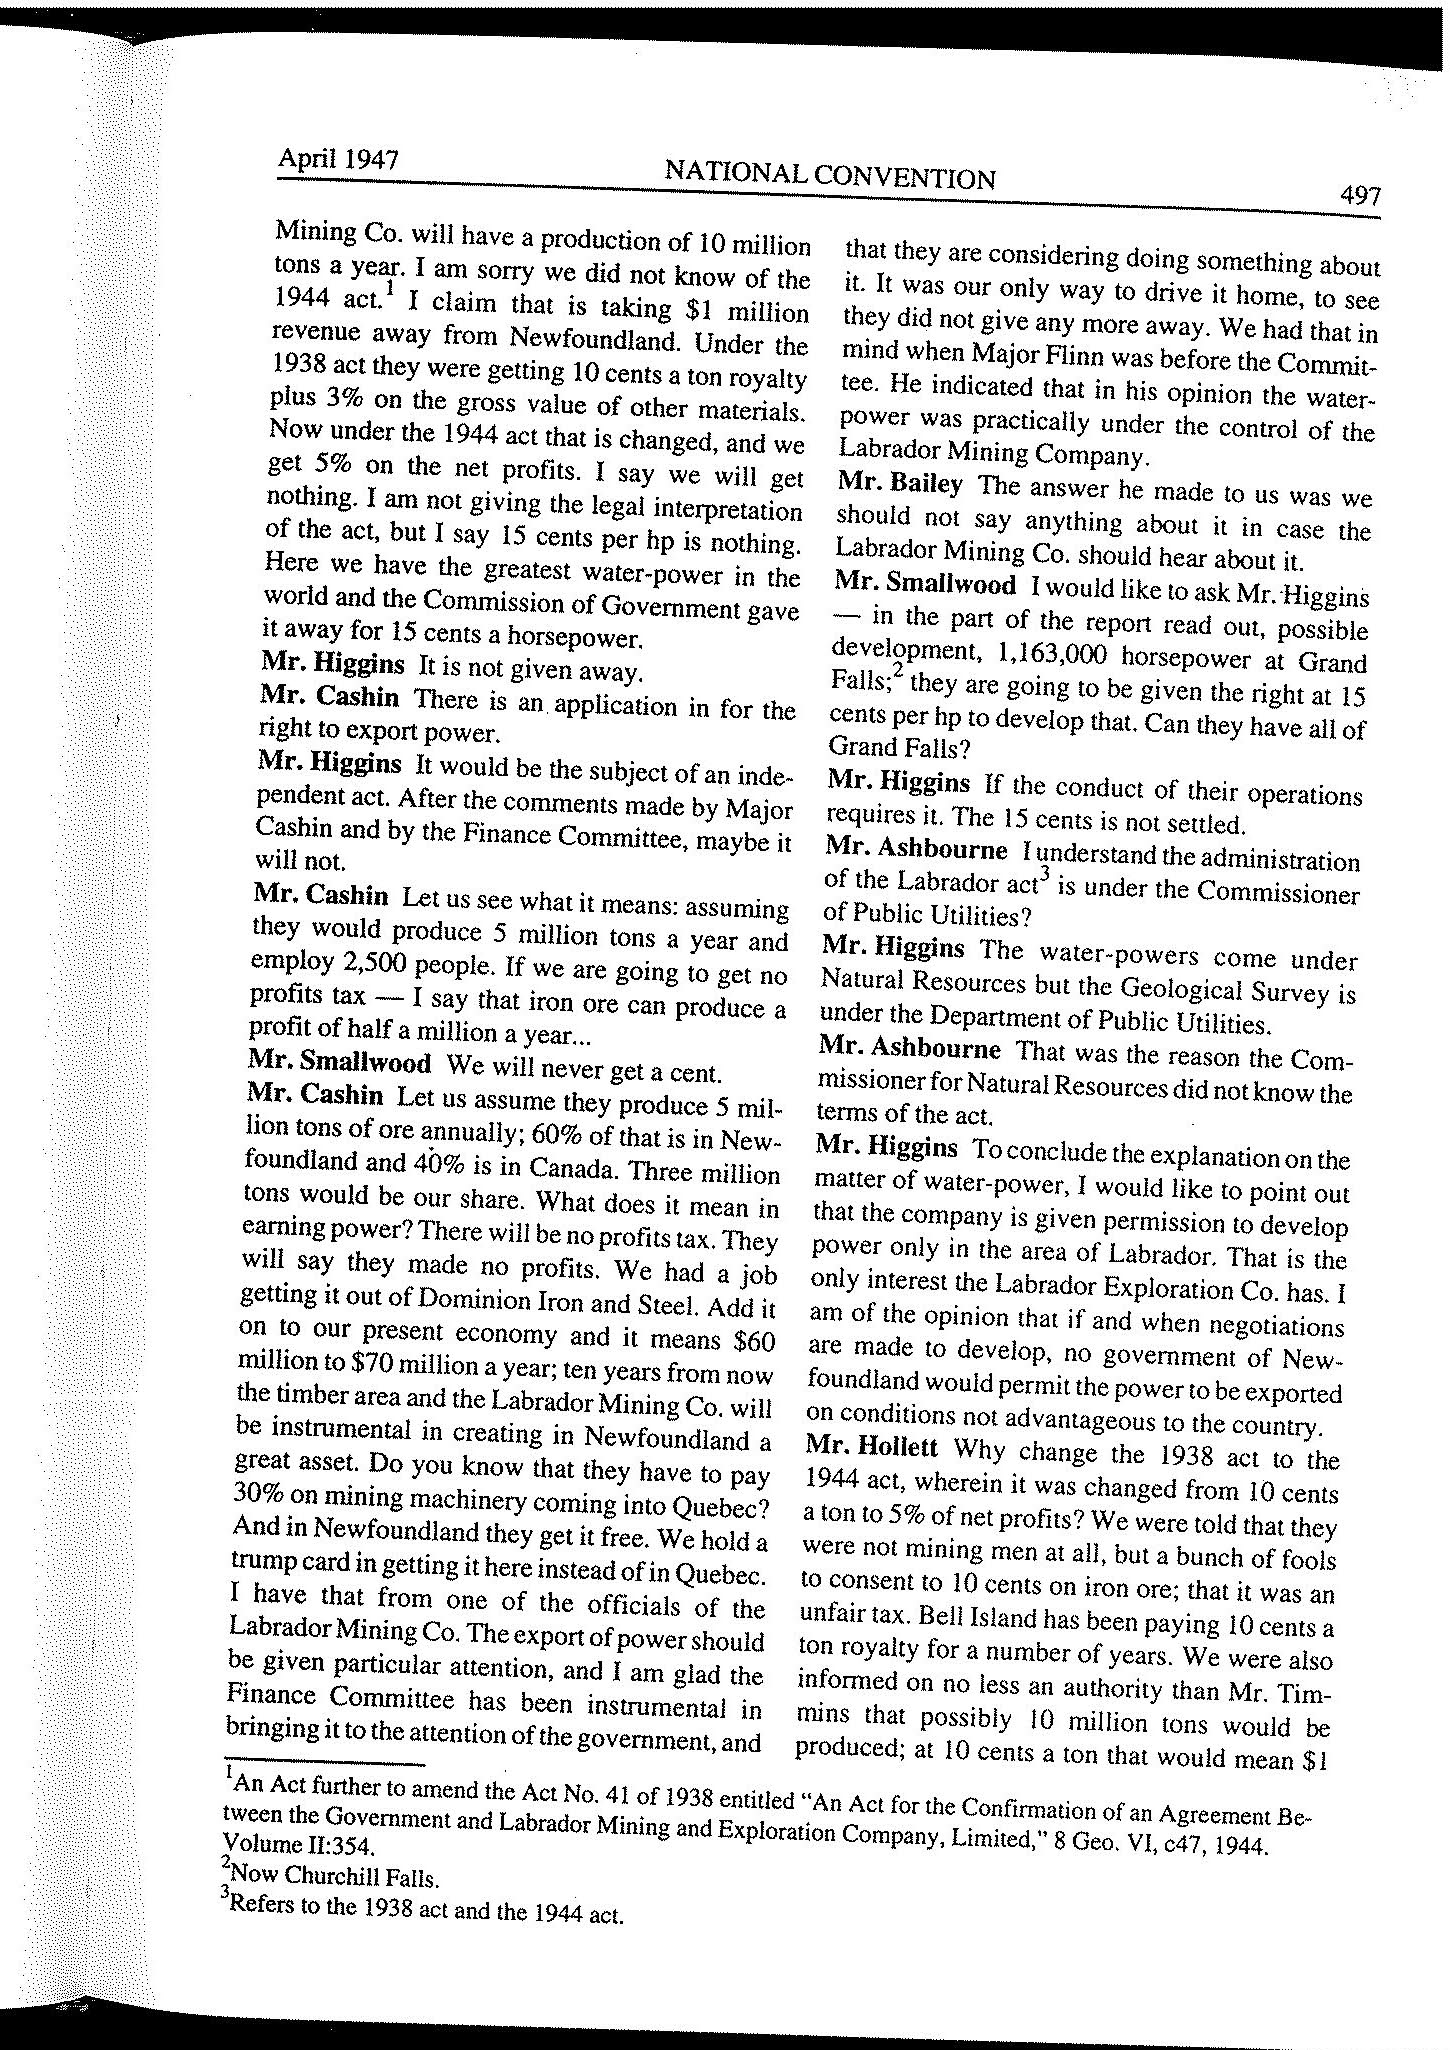 April 1947
NATIONAL CONVENTION
497
Mining Co. will have a production of 10 million
tons a year. I am sorry we did not know of the
1944 act.¹ I claim that is taking $1 million
revenue away from Newfoundland. Under the
1938 act they were getting 10 cents a ton royalty
plus 3% on the gross value of other materials.
Now under the 1944 act that is changed, and we
get 5% on the net profits. I say we will get
nothing. I am not giving the legal interpretation
of the act, but I say 15 cents per hp is nothing.
Here we have the greatest water-power in the
world and the Commission of Government gave
it away for 15 cents a horsepower.
Mr. Higgins It is not given away.
Mr. Cashin There is an application in for the
right to export power.
Mr. Higgins It would be the subject of an inde-
pendent act. After the comments made by Major
Cashin and by the Finance Committee, maybe it
will not.
Mr. Cashin Let us see what it means: assuming
they would produce 5 million tons a year and
employ 2,500 people. If we are going to get no
profits tax — I say that iron ore can produce a
profit of half a million a year...
Mr. Smallwood We will never get a cent.
Mr. Cashin Let us assume they produce 5 mil-
lion tons of ore annually; 60% of that is in New-
foundland and 40% is in Canada. Three million
tons would be our share. What does it mean in
earning power? There will be no profits tax. They
will say they made no profits. We had a job
getting it out of Dominion Iron and Steel. Add it
on to our present economy and it means $60
million to $70 million a year; ten years from now
the timber area and the Labrador Mining Co. will
be instrumental in creating in Newfoundland a
great asset. Do you know that they have to pay
30% on mining machinery coming into Quebec?
And in Newfoundland they get it free. We hold a
trump card in getting it here instead of in Quebec.
I have that from one of the officials of the
Labrador Mining Co. The export of power should
be given particular attention, and I am glad the
Finance Committee has been instrumental in
bringing it to the attention of the government, and
that they are considering doing something about
it. It was our only way to drive it home, to see
they did not give any more away. We had that in
mind when Major Flinn was before the Commit-
tee. He indicated that in his opinion the water-
power was practically under the control of the
Labrador Mining Company.
Mr. Bailey The answer he made to us was we
should not say anything about it in case the
Labrador Mining Co. should hear about it.
Mr. Smallwood I would like to ask Mr. Higgins
— in the part of the report read out, possible
development, 1,163,000 horsepower at Grand
Falls;² they are going to be given the right at 15
cents per hp to develop that. Can they have all of
Grand Falls?
Mr. Higgins If the conduct of their operations
requires it. The 15 cents is not settled.
Mr. Ashbourne I understand the administration
of the Labrador act³ is under the Commissioner
of Public Utilities?
Mr. Higgins The water-powers come under
Natural Resources but the Geological Survey is
under the Department of Public Utilities.
Mr. Ashbourne That was the reason the Com-
missioner for Natural Resources did not know the
terms of the act.
Mr. Higgins To conclude the explanation on the
matter of water-power, I would like to point out
that the company is given permission to develop
power only in the area of Labrador. That is the
only interest the Labrador Exploration Co. has. I
am of the opinion that if and when negotiations
are made to develop, no government of New-
foundland would permit the power to be exported
on conditions not advantageous to the country.
Mr. Hollett Why change the 1938 act to the
1944 act, wherein it was changed from 10 cents
a ton to 5% of net profits? We were told that they
were not mining men at all, but a bunch of fools
to consent to 10 cents on iron ore; that it was an
unfair tax. Bell Island has been paying 10 cents a
ton royalty for a number of years. We were also
informed on no less an authority than Mr. Tim-
mins that possibly 10 million tons would be
produced; at 10 cents a ton that would mean $1
¹An Act further to amend the Act No. 41 of 1938 entitled "An Act for the Confirmation of an Agreement Be-
tween the Government and Labrador Mining and Exploration Company, Limited," 8 Geo. VI, c47, 1944.
Volume II:354.
²Now Churchill Falls.
³Refers to the 1938 act and the 1944 act.